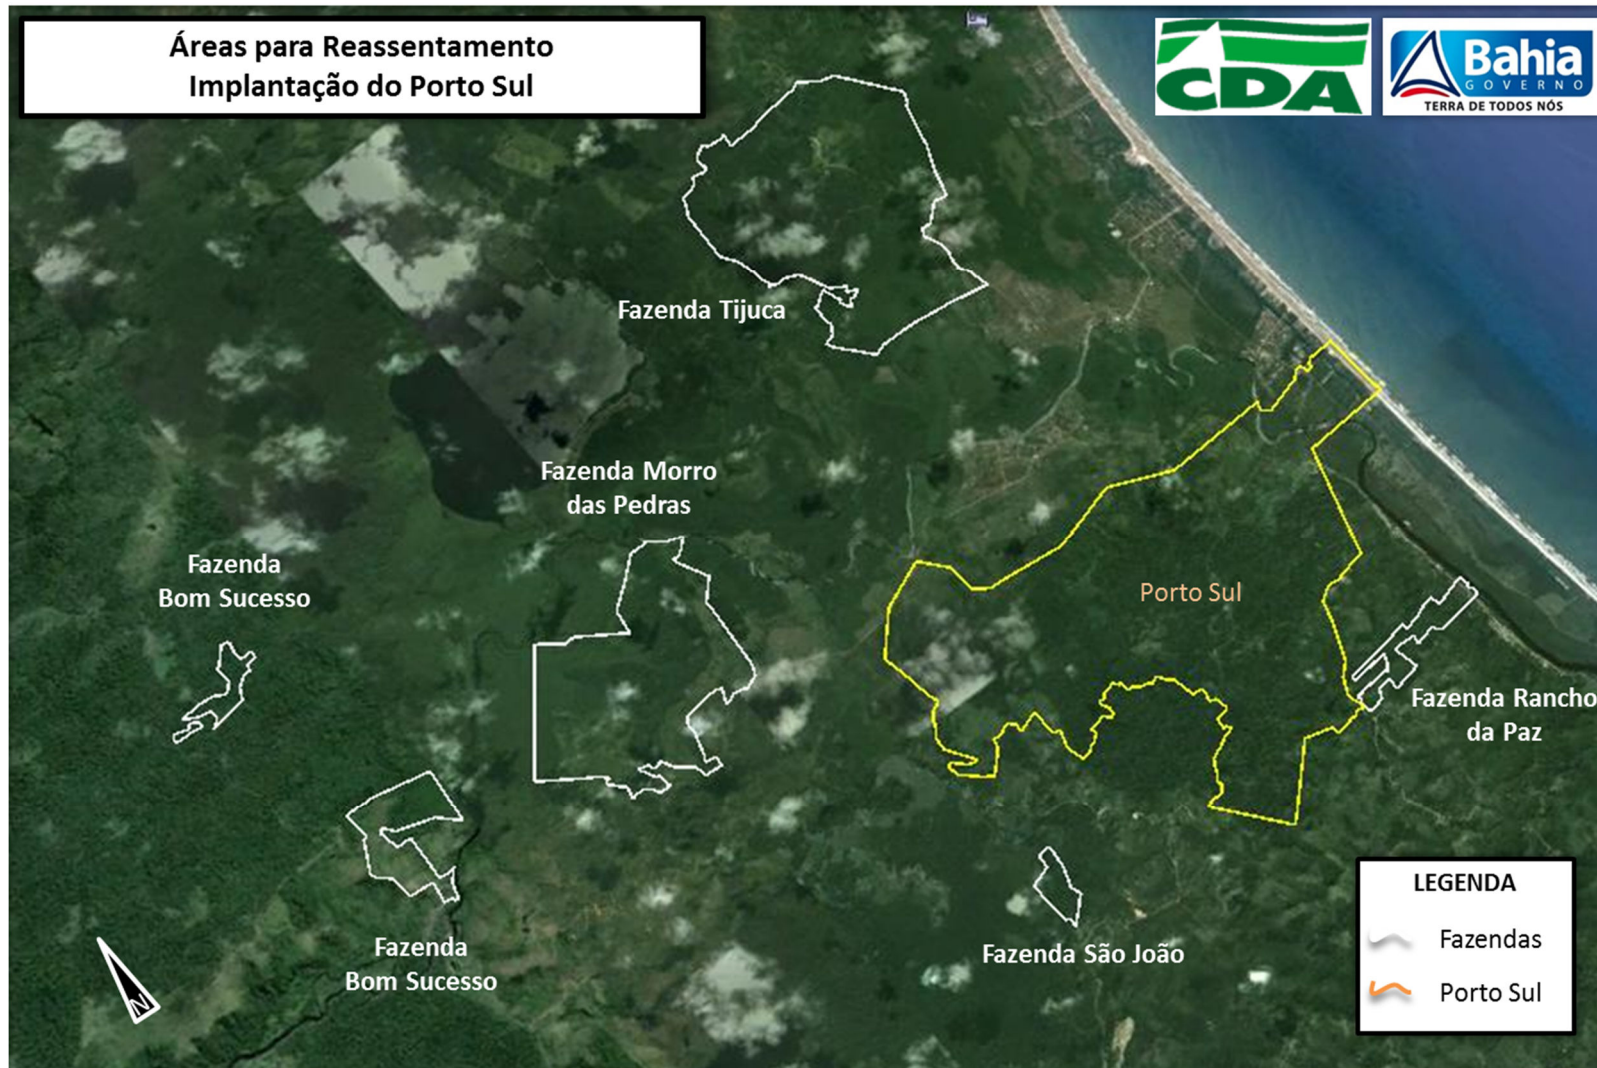 Áreas para Reassentamento
Implantação do Porto Sul
CDA
Bahia
GOVERNO
TERRA DE TODOS NÓS
Fazenda Tijuca
Fazenda Morro
das Pedras
Fazenda
Bom Sucesso
Porto Sul
Fazenda Rancho
da Paz
Fazenda
Bom Sucesso
Fazenda São João
LEGENDA
Fazendas
Porto Sul
N